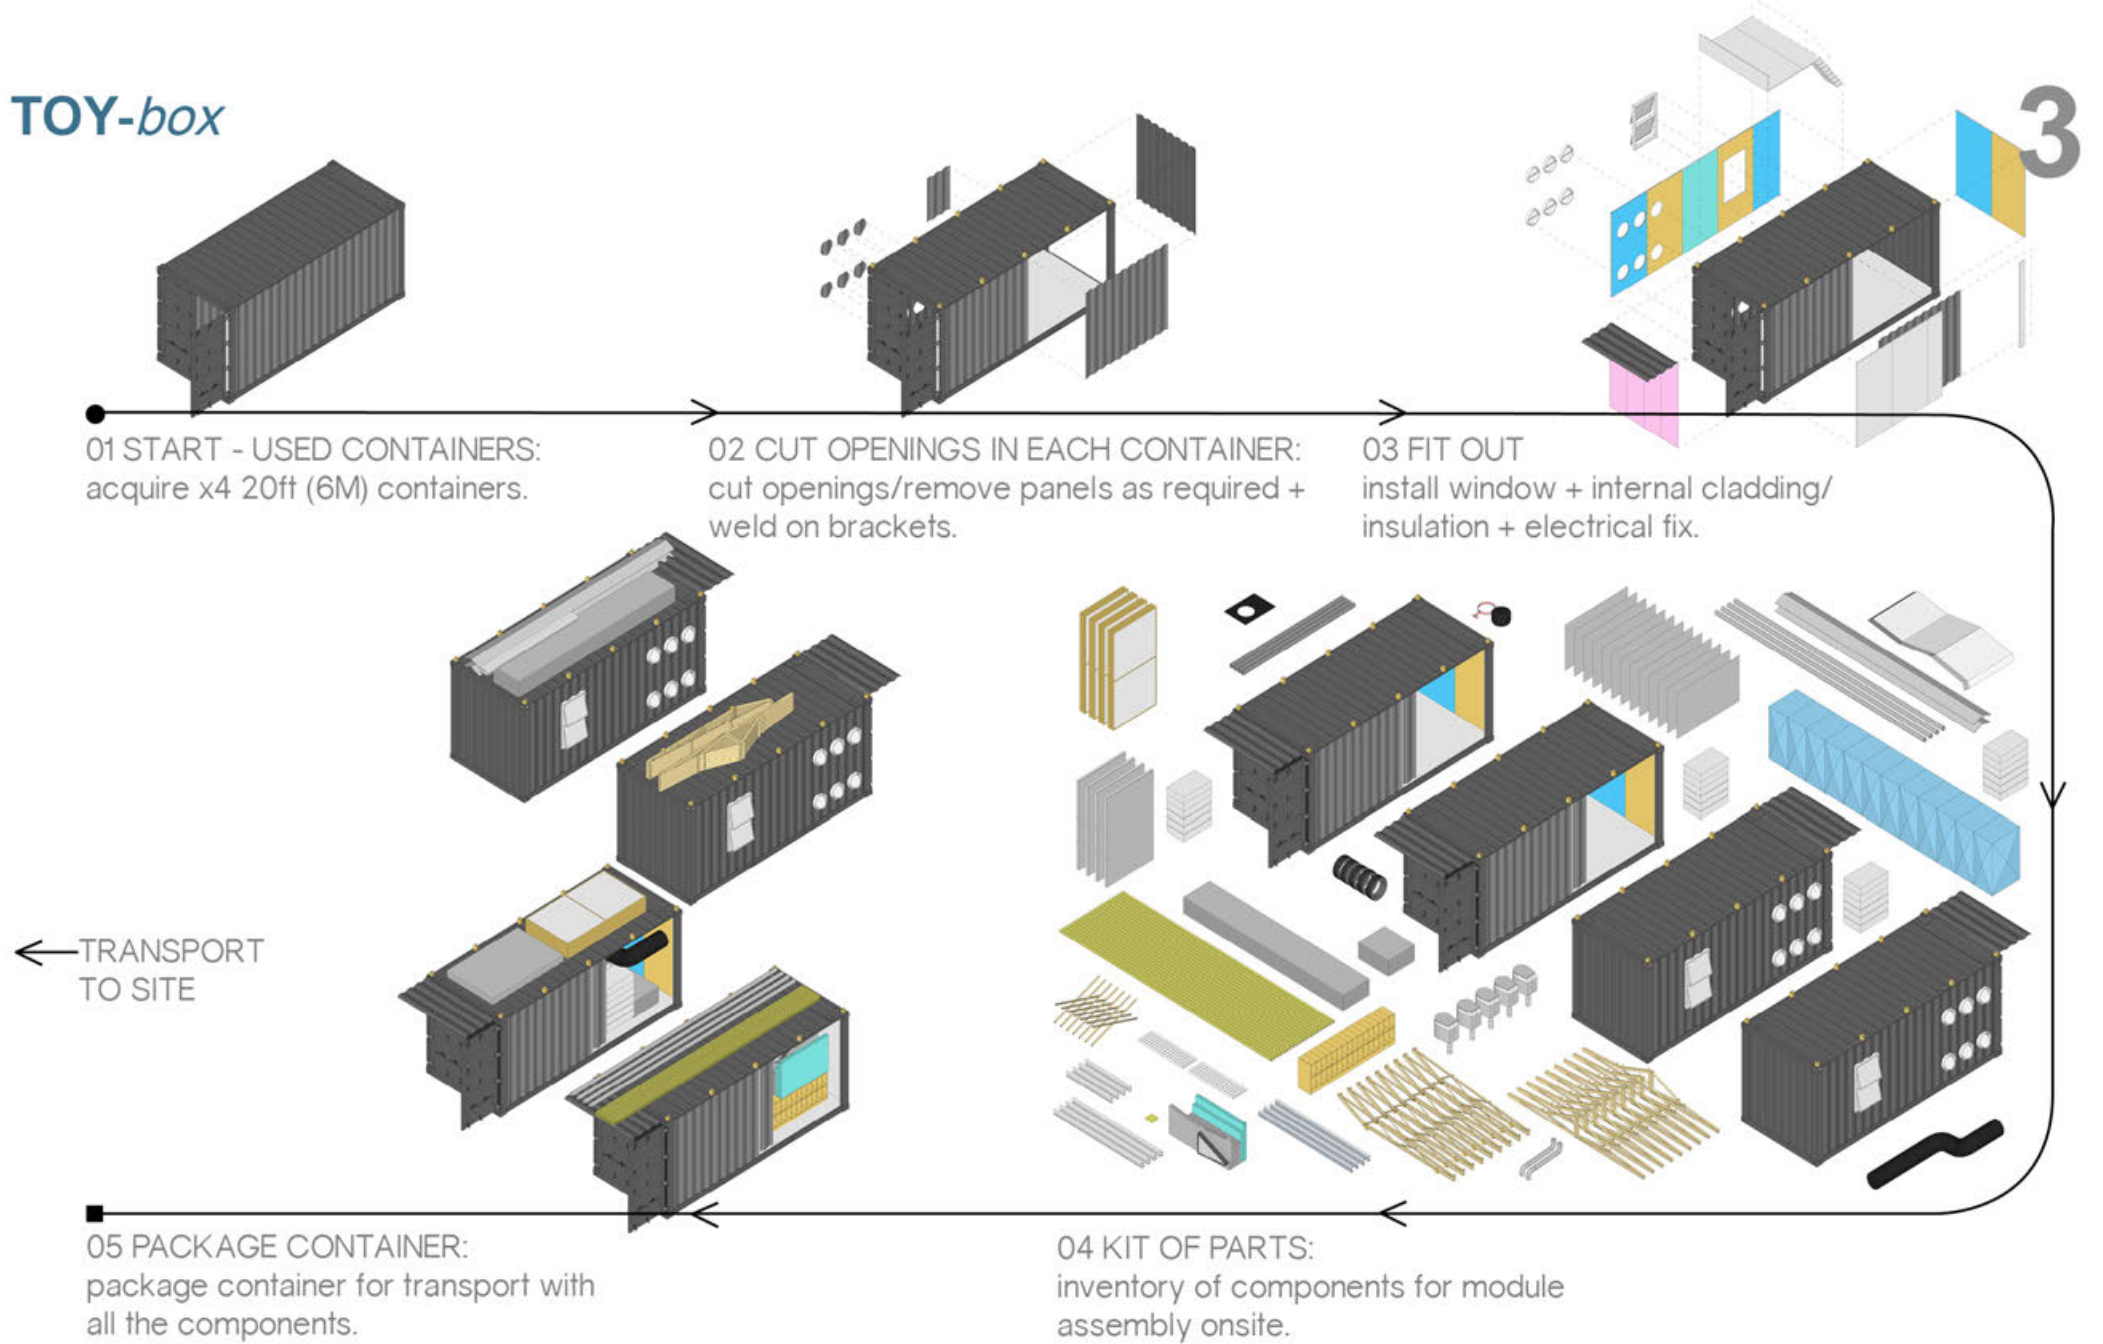 TOY-box
3
01 START - USED CONTAINERS:
acquire x4 20ft (6M) containers.
02 CUT OPENINGS IN EACH CONTAINER:
cut openings/remove panels as required +
weld on brackets.
03 FIT OUT
install window + internal cladding/
insulation + electrical fix.
TRANSPORT
TO SITE
05 PACKAGE CONTAINER:
package container for transport with
all the components.
04 KIT OF PARTS:
inventory of components for module
assembly onsite.